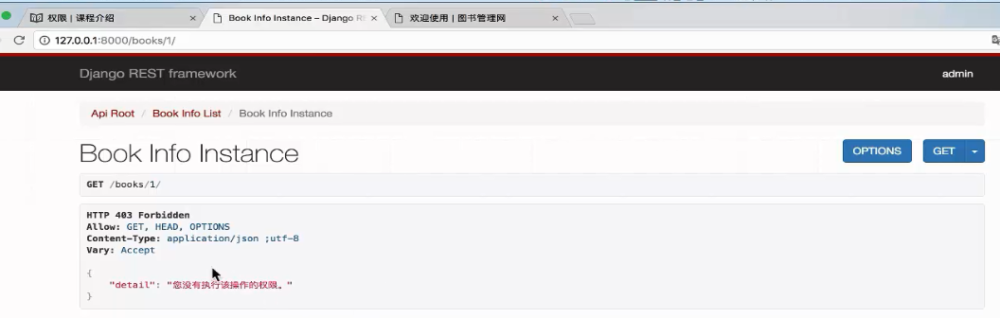 权限 | 课程介绍 × Book Info Instance – Django RE × 欢迎使用 | 图书管理网 ×
127.0.0.1:8000/books/1/
Django REST framework admin
Api Root / Book Info List / Book Info Instance
Book Info Instance OPTIONS GET
GET /books/1/
HTTP 403 Forbidden
Allow: GET, HEAD, OPTIONS
Content-Type: application/json ;utf-8
Vary: Accept
{
"detail": "您没有执行该操作的权限。"
}